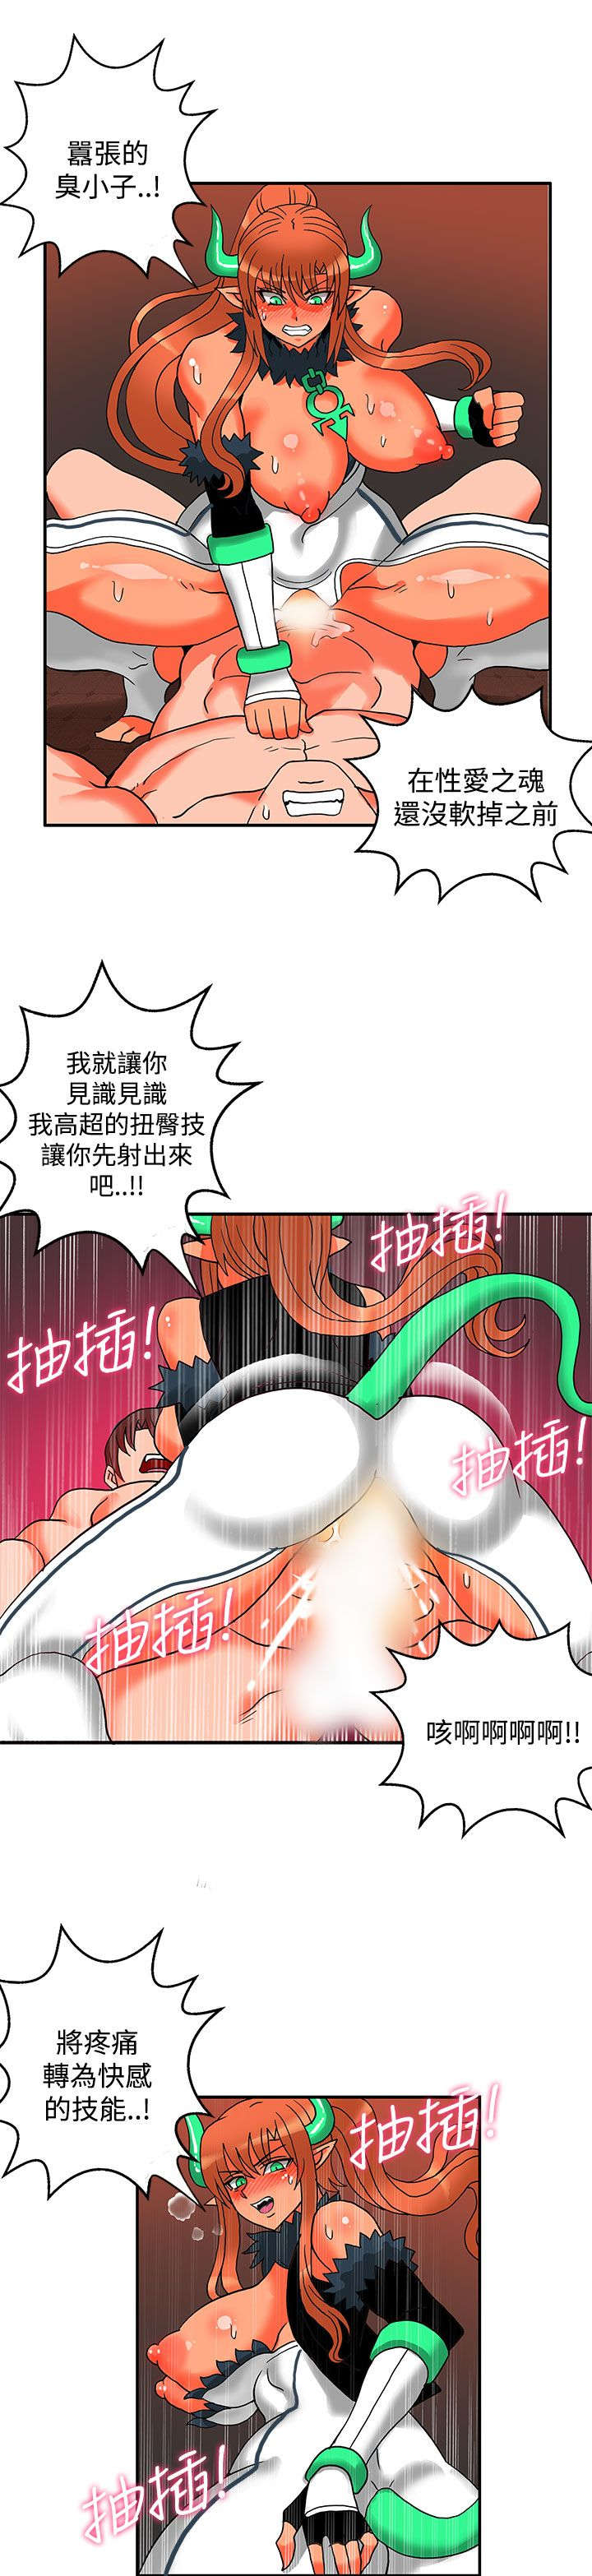 囂張的
臭小子..!
在性愛之魂
還沒軟掉之前
我就讓你
見識見識
我高超的扭臀技
讓你先射出來
吧..!!
抽插!
抽插!
抽插!
抽插!
咳啊啊啊啊!!
將疼痛
轉為快感
的技能..!
抽插!
抽插!